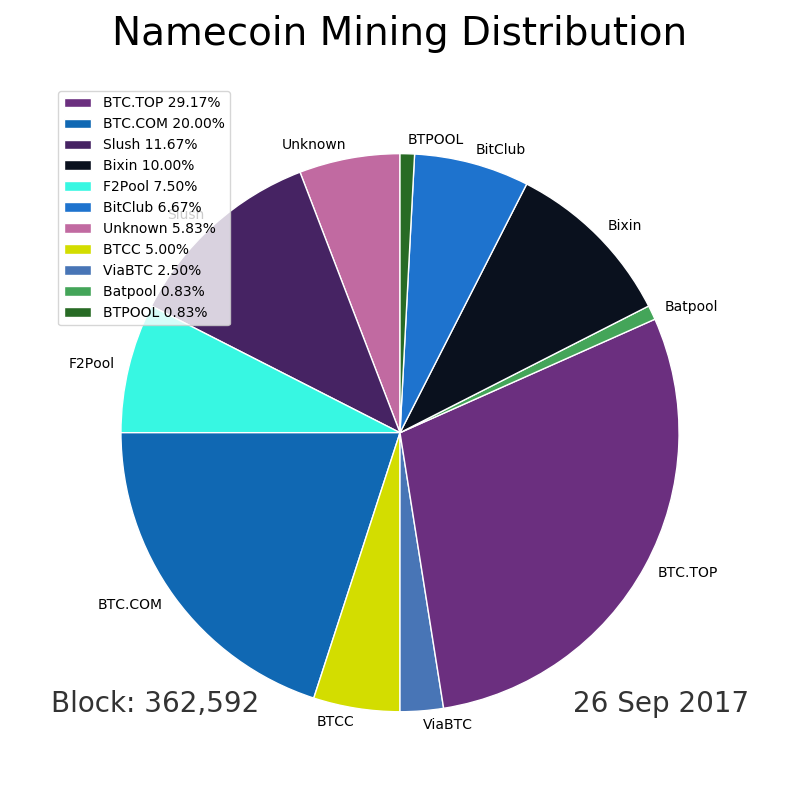 Namecoin Mining Distribution
BTC.TOP 29.17%
BTC.COM 20.00%
Slush 11.67%
Bixin 10.00%
F2Pool 7.50%
BitClub 6.67%
Unknown 5.83%
BTCC 5.00%
ViaBTC 2.50%
Batpool 0.83%
BTPOOL 0.83%
Unknown
BTPOOL
BitClub
Slush
Bixin
Batpool
F2Pool
BTC.TOP
BTC.COM
BTCC
ViaBTC
Block: 362,592
26 Sep 2017